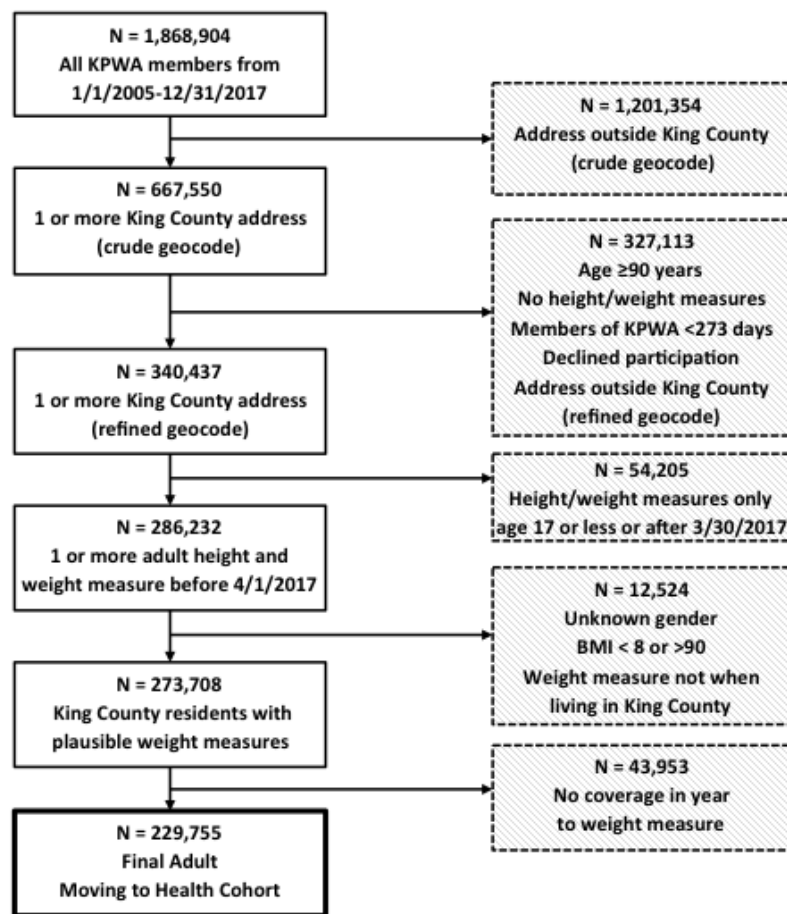 N = 1,868,904
All KPWA members from
1/1/2005-12/31/2017
N = 1,201,354
Address outside King County
(crude geocode)
N = 667,550
1 or more King County address
(crude geocode)
N = 327,113
Age ≥90 years
No height/weight measures
Members of KPWA <273 days
Declined participation
Address outside King County
(refined geocode)
N = 340,437
1 or more King County address
(refined geocode)
N = 54,205
Height/weight measures only
age 17 or less or after 3/30/2017
N = 286,232
1 or more adult height and
weight measure before 4/1/2017
N = 12,524
Unknown gender
BMI < 8 or >90
Weight measure not when
living in King County
N = 273,708
King County residents with
plausible weight measures
N = 43,953
No coverage in year
to weight measure
N = 229,755
Final Adult
Moving to Health Cohort